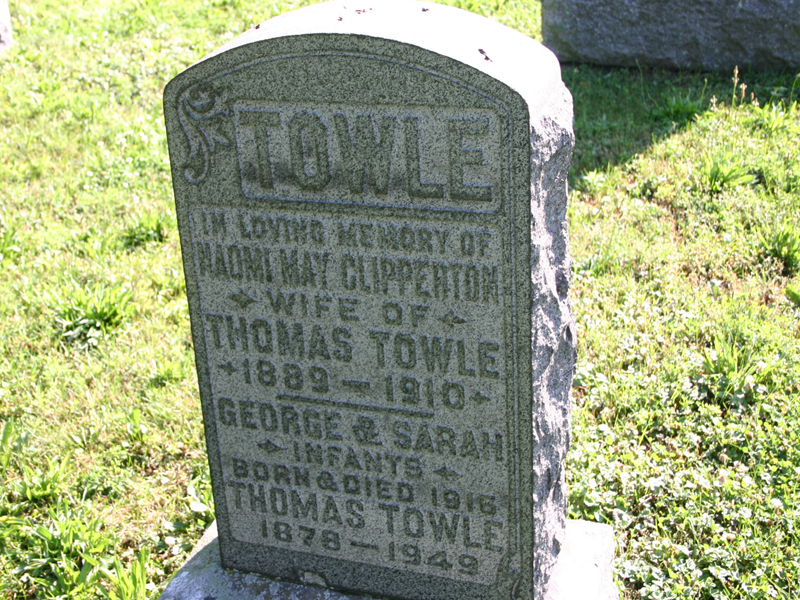 TOWLE
IN LOVING MEMORY OF
NAOMI MAY CLIPPERTON
WIFE OF
THOMAS TOWLE
1889 — 1910
GEORGE & SARAH
INFANTS
BORN & DIED 1916
THOMAS TOWLE
1878 — 1949